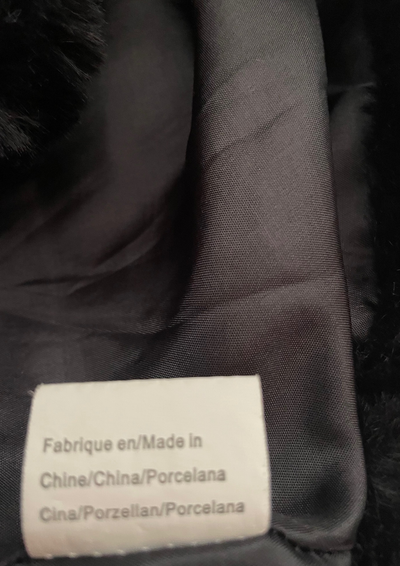 Fabrique en/Made in
Chine/China/Porcelana
Cina/Porzellan/Porcelana